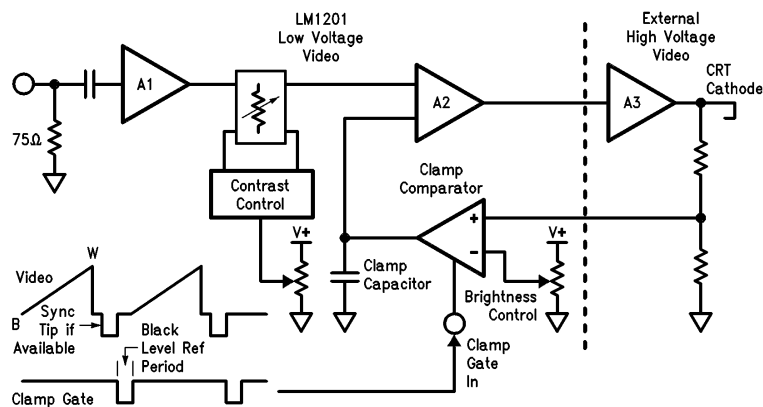 LM1201
Low Voltage
Video
External
High Voltage
Video
CRT
Cathode
A1
A2
A3
75Ω
Contrast
Control
Clamp
Comparator
+
−
V+
V+
Clamp
Capacitor
Brightness
Control
W
Video
B
Sync
Tip if
Available
Black
Level Ref
Period
Clamp
Gate
In
Clamp Gate